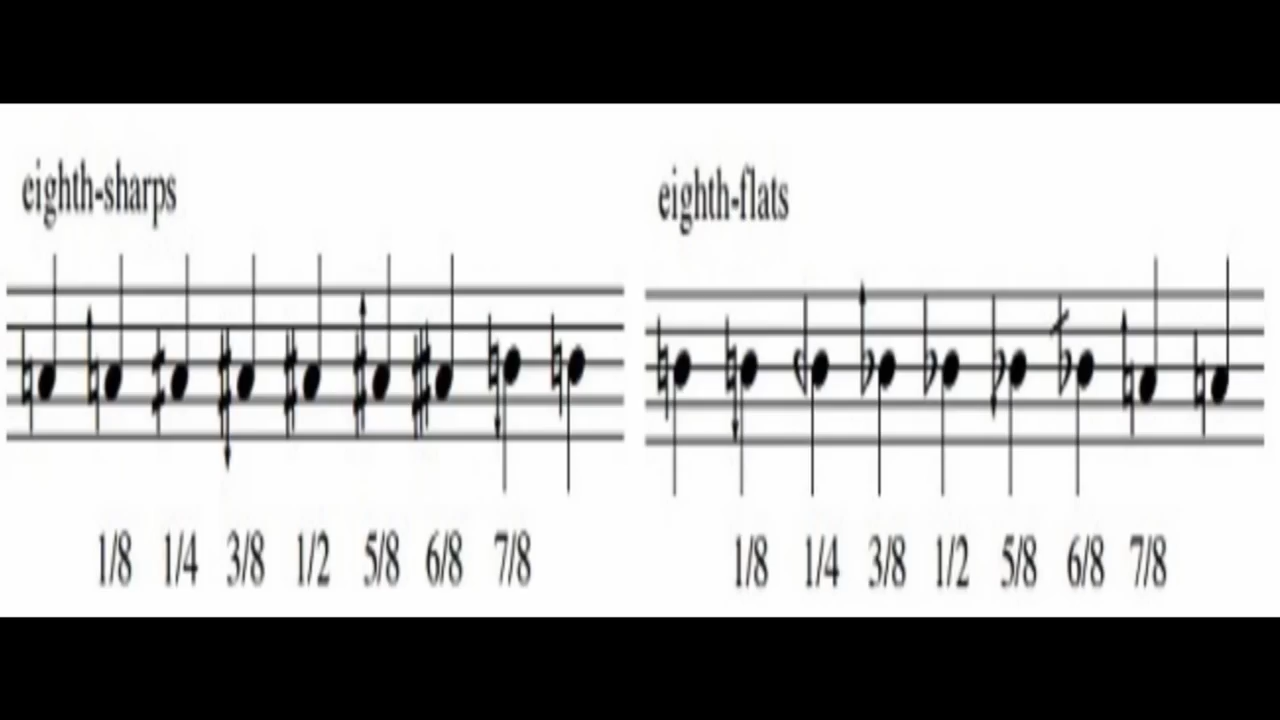 eighth-sharps
1/8 1/4 3/8 1/2 5/8 6/8 7/8
eighth-flats
1/8 1/4 3/8 1/2 5/8 6/8 7/8